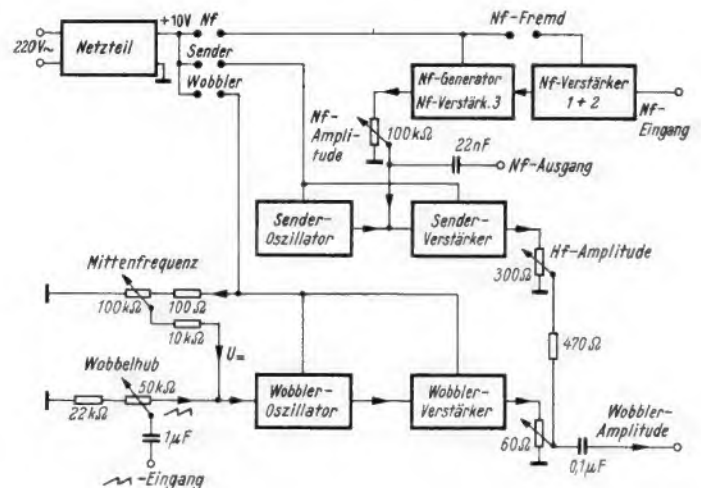 220V~
Netzteil
+10V
Nf
Sender
Wobbler
Nf-Fremd
Nf-Generator
Nf-Verstärk. 3
Nf-Verstärker
1 + 2
Nf-
Eingang
Nf-
Ampli-
tude
100kΩ
22nF
Nf-Ausgang
Sender-
Oszillator
Sender-
Verstärker
Hf-Amplitude
300Ω
470Ω
Mittenfrequenz
100kΩ
100Ω
10kΩ
U=
Wobbelhub
50kΩ
22kΩ
1µF
-Eingang
Wobbler-
Oszillator
Wobbler-
Verstärker
60Ω
Wobbler-
Amplitude
0,1µF